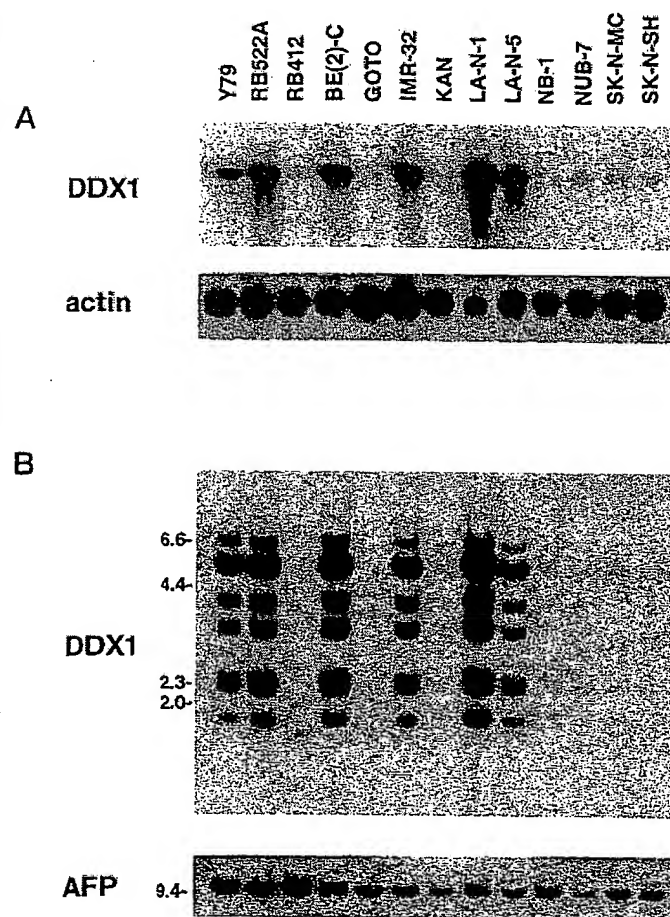 Y79
RB522A
RB412
BE(2)-C
GOTO
IMR-32
KAN
LA-N-1
LA-N-5
NB-1
NUB-7
SK-N-MC
SK-N-SH
A
DDX1
actin
B
6.6-
4.4-
DDX1
2.3-
2.0-
AFP
9.4-